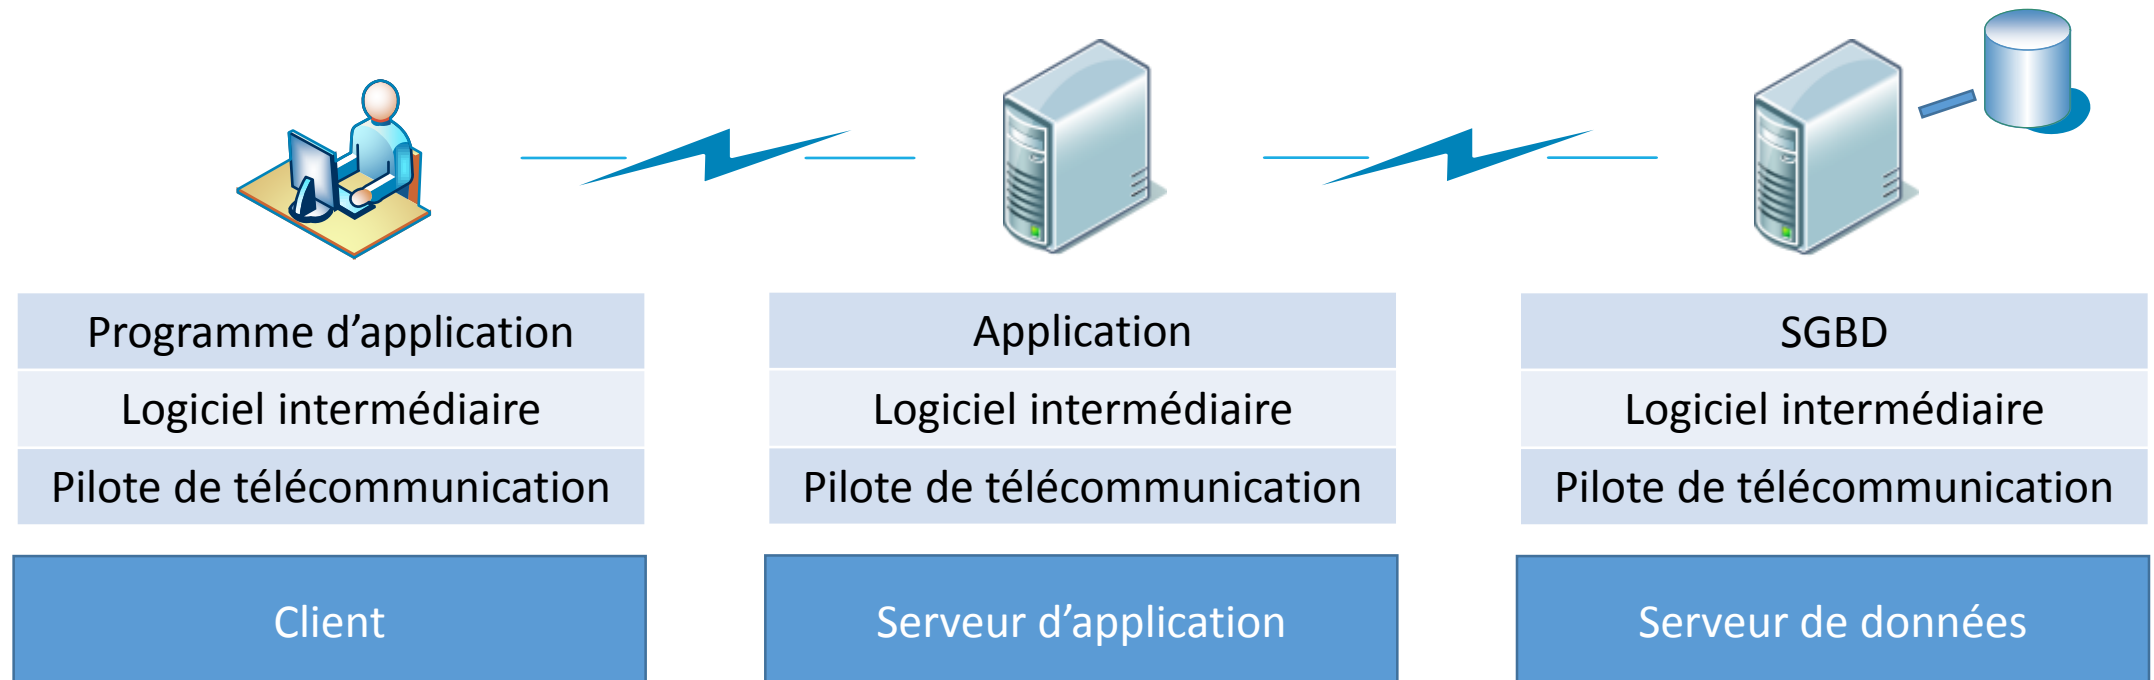 Programme d’application
Logiciel intermédiaire
Pilote de télécommunication
Client
Application
Logiciel intermédiaire
Pilote de télécommunication
Serveur d’application
SGBD
Logiciel intermédiaire
Pilote de télécommunication
Serveur de données